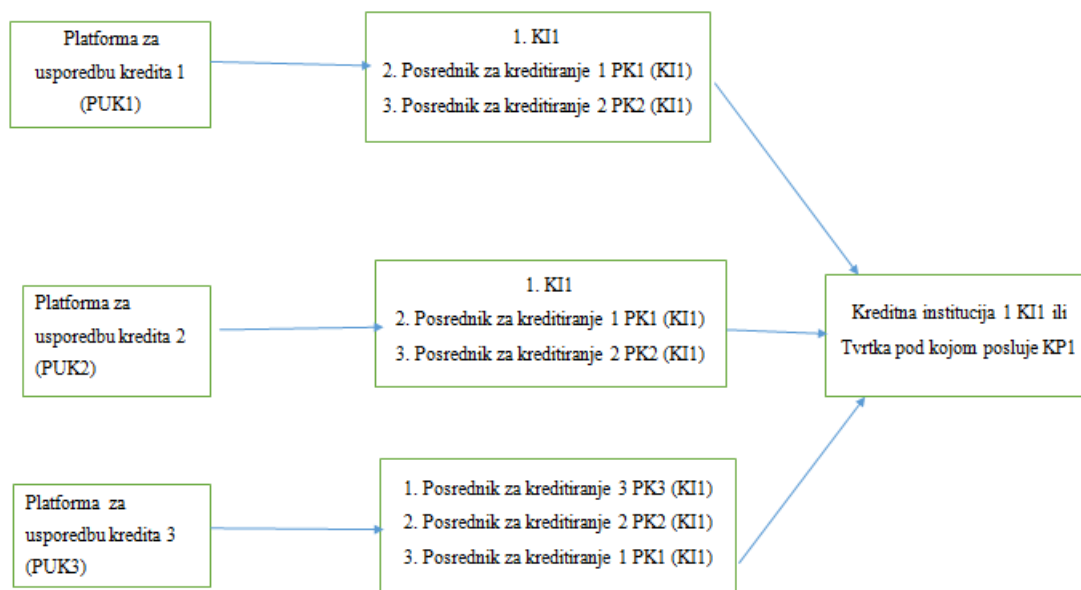 Platforma za
usporedbu kredita 1
(PUK1)
1. KI1
2. Posrednik za kreditiranje 1 PK1 (KI1)
3. Posrednik za kreditiranje 2 PK2 (KI1)
Platforma za
usporedbu kredita 2
(PUK2)
1. KI1
2. Posrednik za kreditiranje 1 PK1 (KI1)
3. Posrednik za kreditiranje 2 PK2 (KI1)
Kreditna institucija 1 KI1 ili
Tvrtka pod kojom posluje KP1
Platforma za
usporedbu kredita 3
(PUK3)
1. Posrednik za kreditiranje 3 PK3 (KI1)
2. Posrednik za kreditiranje 2 PK2 (KI1)
3. Posrednik za kreditiranje 1 PK1 (KI1)